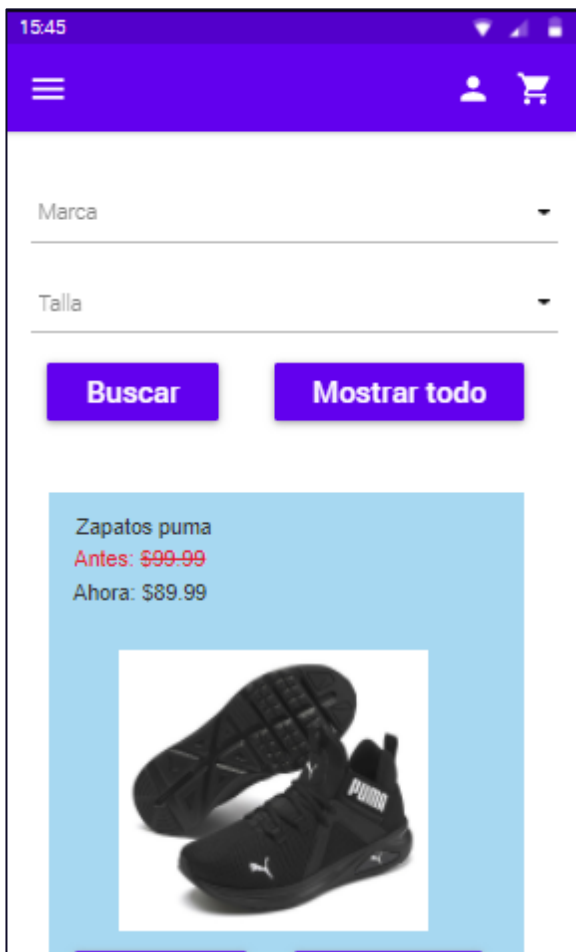 15:45
Marca
Talla
Buscar
Mostrar todo
Zapatos puma
Antes: $99.99
Ahora: $89.99
PUMA